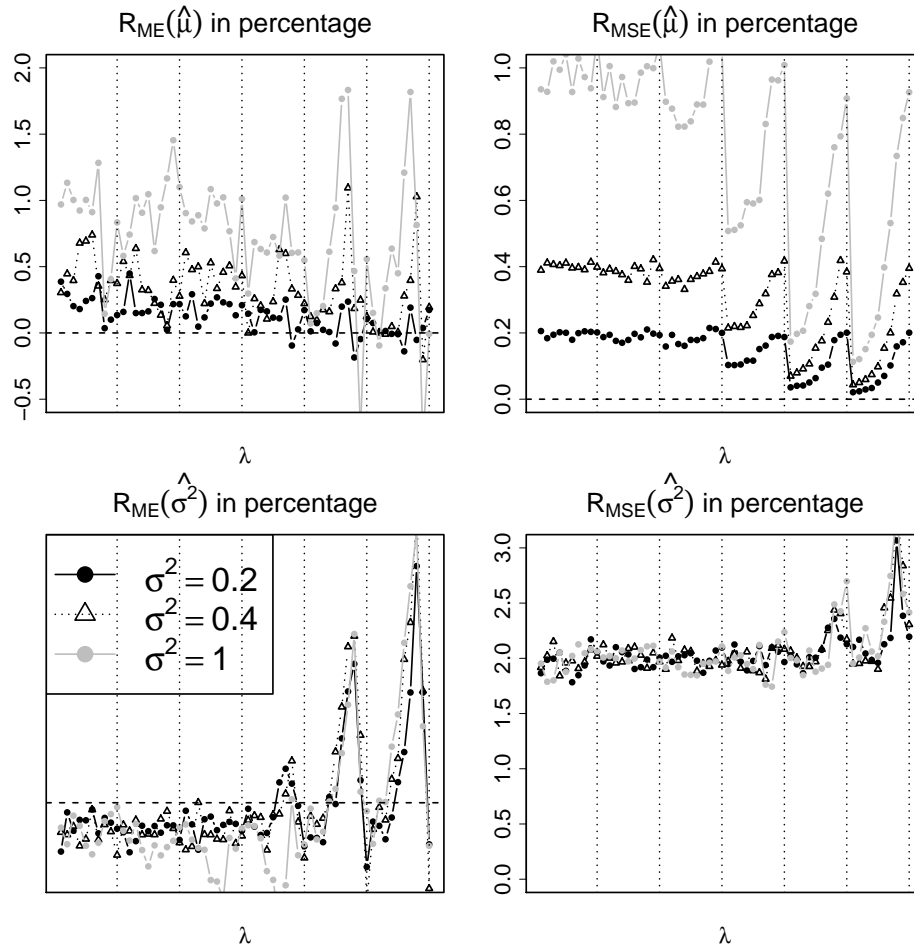 R_ME(μ̂) in percentage
R_MSE(μ̂) in percentage
2.0
1.5
1.0
0.5
0.0
−0.5
λ
1.0
0.8
0.6
0.4
0.2
0.0
λ
R_ME(σ̂²) in percentage
R_MSE(σ̂²) in percentage
σ² = 0.2
σ² = 0.4
σ² = 1
λ
3.0
2.5
2.0
1.5
1.0
0.5
0.0
λ